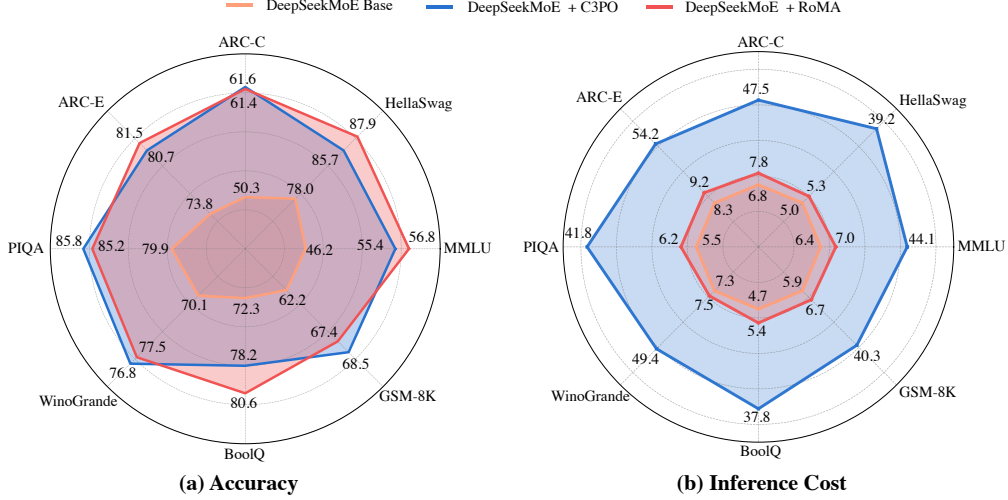 DeepSeekMoE Base DeepSeekMoE + C3PO DeepSeekMoE + RoMA
ARC-C
61.6
61.4
ARC-E
HellaSwag
81.5
87.9
80.7
85.7
50.3
78.0
73.8
PIQA
85.8
85.2
79.9
46.2
55.4
56.8
MMLU
70.1
72.3
62.2
67.4
77.5
78.2
68.5
76.8
WinoGrande
80.6
GSM-8K
BoolQ
(a) Accuracy
ARC-C
47.5
ARC-E
HellaSwag
54.2
39.2
7.8
9.2
5.3
6.8
8.3
5.0
PIQA
41.8
6.2
5.5
6.4
7.0
44.1
MMLU
7.3
5.9
4.7
7.5
6.7
5.4
49.4
40.3
WinoGrande
37.8
GSM-8K
BoolQ
(b) Inference Cost